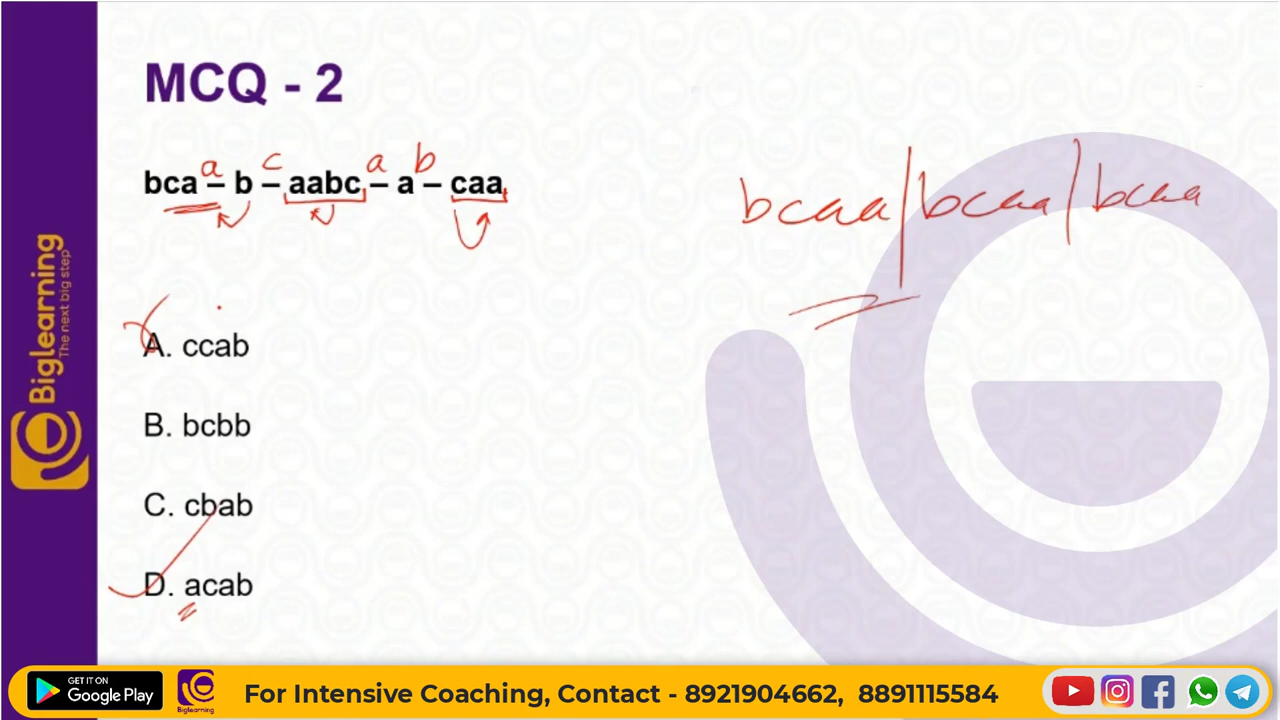 MCQ - 2
a c a b
bca – b – aabc – a – caa
bcaa | bcaa | bcaa
A. ccab
B. bcbb
C. cbab
D. acab
Biglearning
The next big step
GET IT ON
Google Play
Biglearning
For Intensive Coaching, Contact - 8921904662, 8891115584